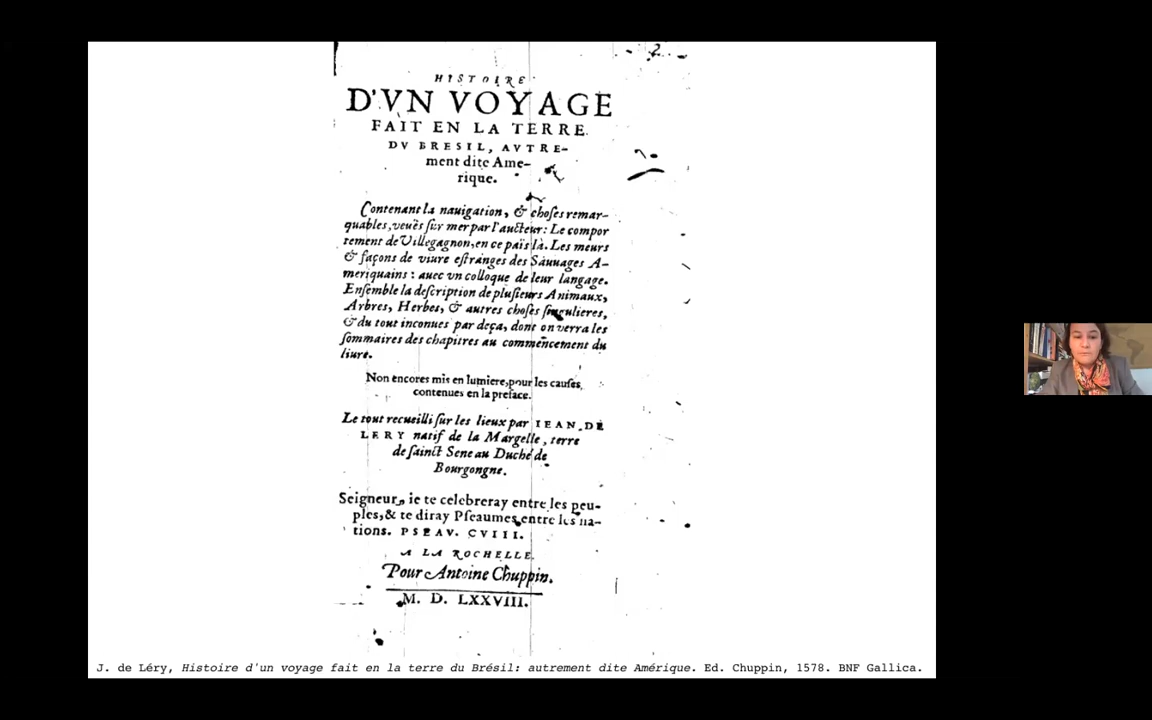 HISTOIRE
D'VN VOYAGE
FAIT EN LA TERRE
DV BRESIL, AVTRE-
ment dite Ame-
rique.
Contenant la nauigation, & choses remar-
quables, veuës sur mer par l'aucteur: Le compor
tement de Villegagnon, en ce païs là. Les meurs
& façons de viure estranges des Sauuages A-
meriquains : auec vn colloque de leur langage.
Ensemble la description de plusieurs Animaux,
Arbres, Herbes, & autres choses singulieres,
& du tout inconues par deça, dont on verra les
sommaires des chapitres au commencement du
liure.
Non encores mis en lumiere, pour les causes,
contenues en la preface.
Le tout recueilli sur les lieux par IEAN DE
LERY natif de la Margelle, terre
de sainct Sene au Duché de
Bourgongne.
Seigneur, ie te celebreray entre les peu-
ples, & te diray Pseaumes entre les na-
tions. PSEAV. CVIII.
A LA ROCHELLE.
Pour Antoine Chuppin.
M. D. LXXVIII.
J. de Léry, Histoire d'un voyage fait en la terre du Brésil: autrement dite Amérique. Ed. Chuppin, 1578. BNF Gallica.